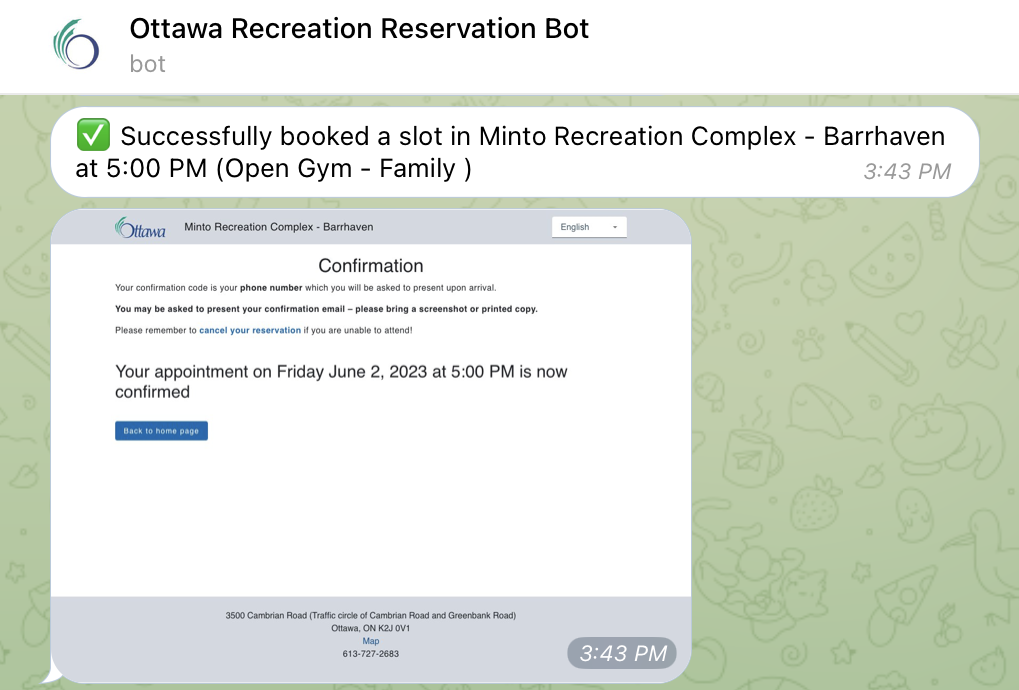 Ottawa Recreation Reservation Bot
bot
✅ Successfully booked a slot in Minto Recreation Complex - Barrhaven
at 5:00 PM (Open Gym - Family )
3:43 PM
Ottawa Minto Recreation Complex - Barrhaven English
Confirmation
Your confirmation code is your phone number which you will be asked to present upon arrival.
You may be asked to present your confirmation email – please bring a screenshot or printed copy.
Please remember to cancel your reservation if you are unable to attend!
Your appointment on Friday June 2, 2023 at 5:00 PM is now
confirmed
Back to home page
3500 Cambrian Road (Traffic circle of Cambrian Road and Greenbank Road)
Ottawa, ON K2J 0V1
Map
613-727-2683
3:43 PM